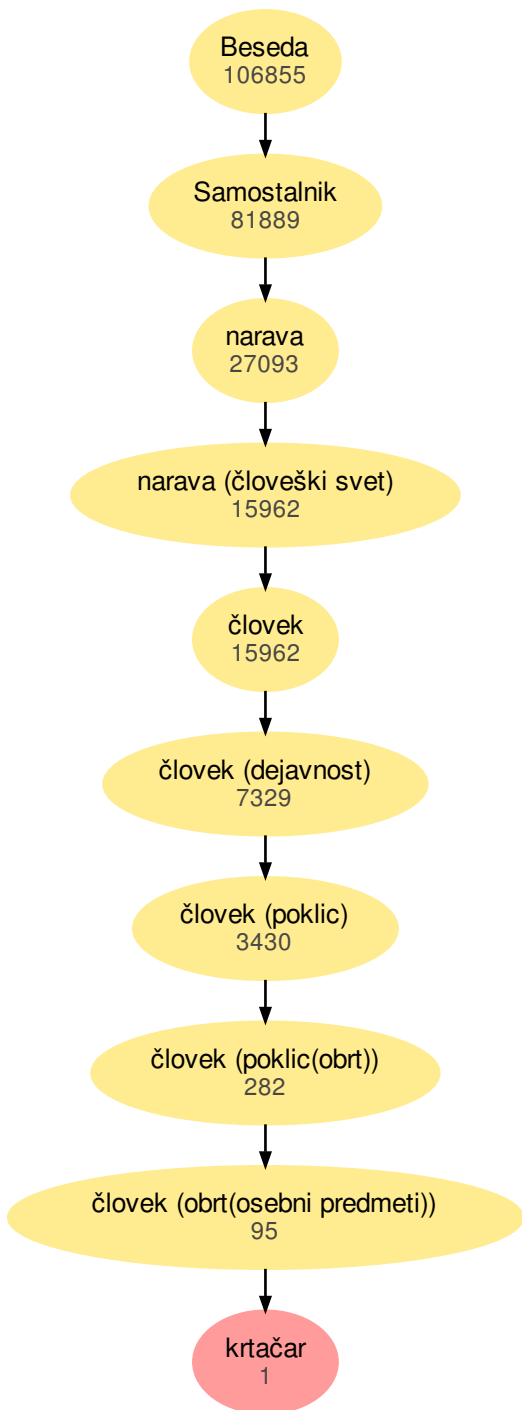 Beseda
106855
Samostalnik
81889
narava
27093
narava (človeški svet)
15962
človek
15962
človek (dejavnost)
7329
človek (poklic)
3430
človek (poklic(obrt))
282
človek (obrt(osebni predmeti))
95
krtačar
1